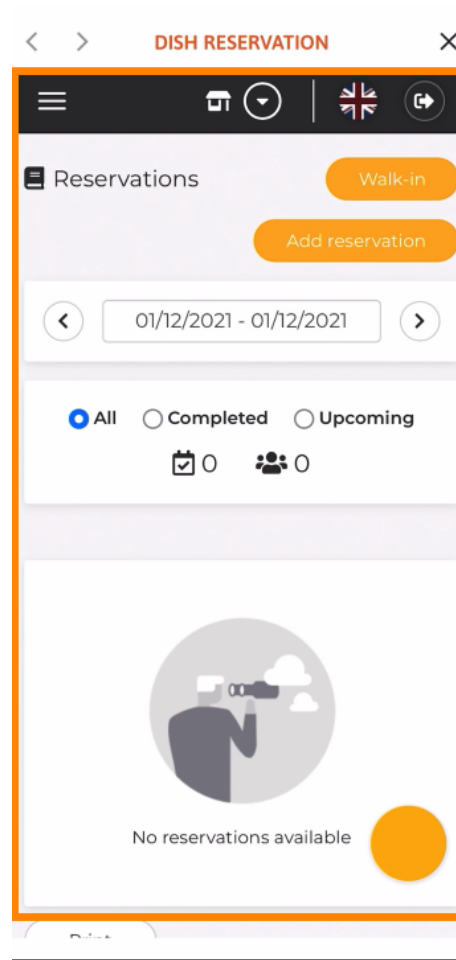 DISH RESERVATION
Reservations
Walk-in
Add reservation
01/12/2021 - 01/12/2021
All Completed Upcoming
0 0
No reservations available
Print